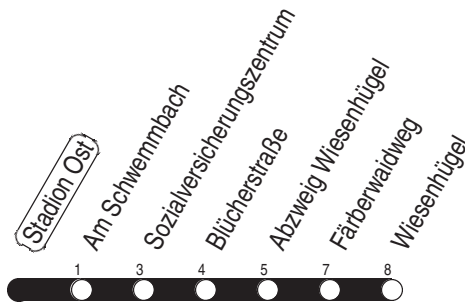 Stadion Ost
Am Schwemmbach
Sozialversicherungszentrum
Blücherstraße
Abzweig Wiesenhügel
Färberwaidweg
Wiesenhügel
1 3 4 5 7 8